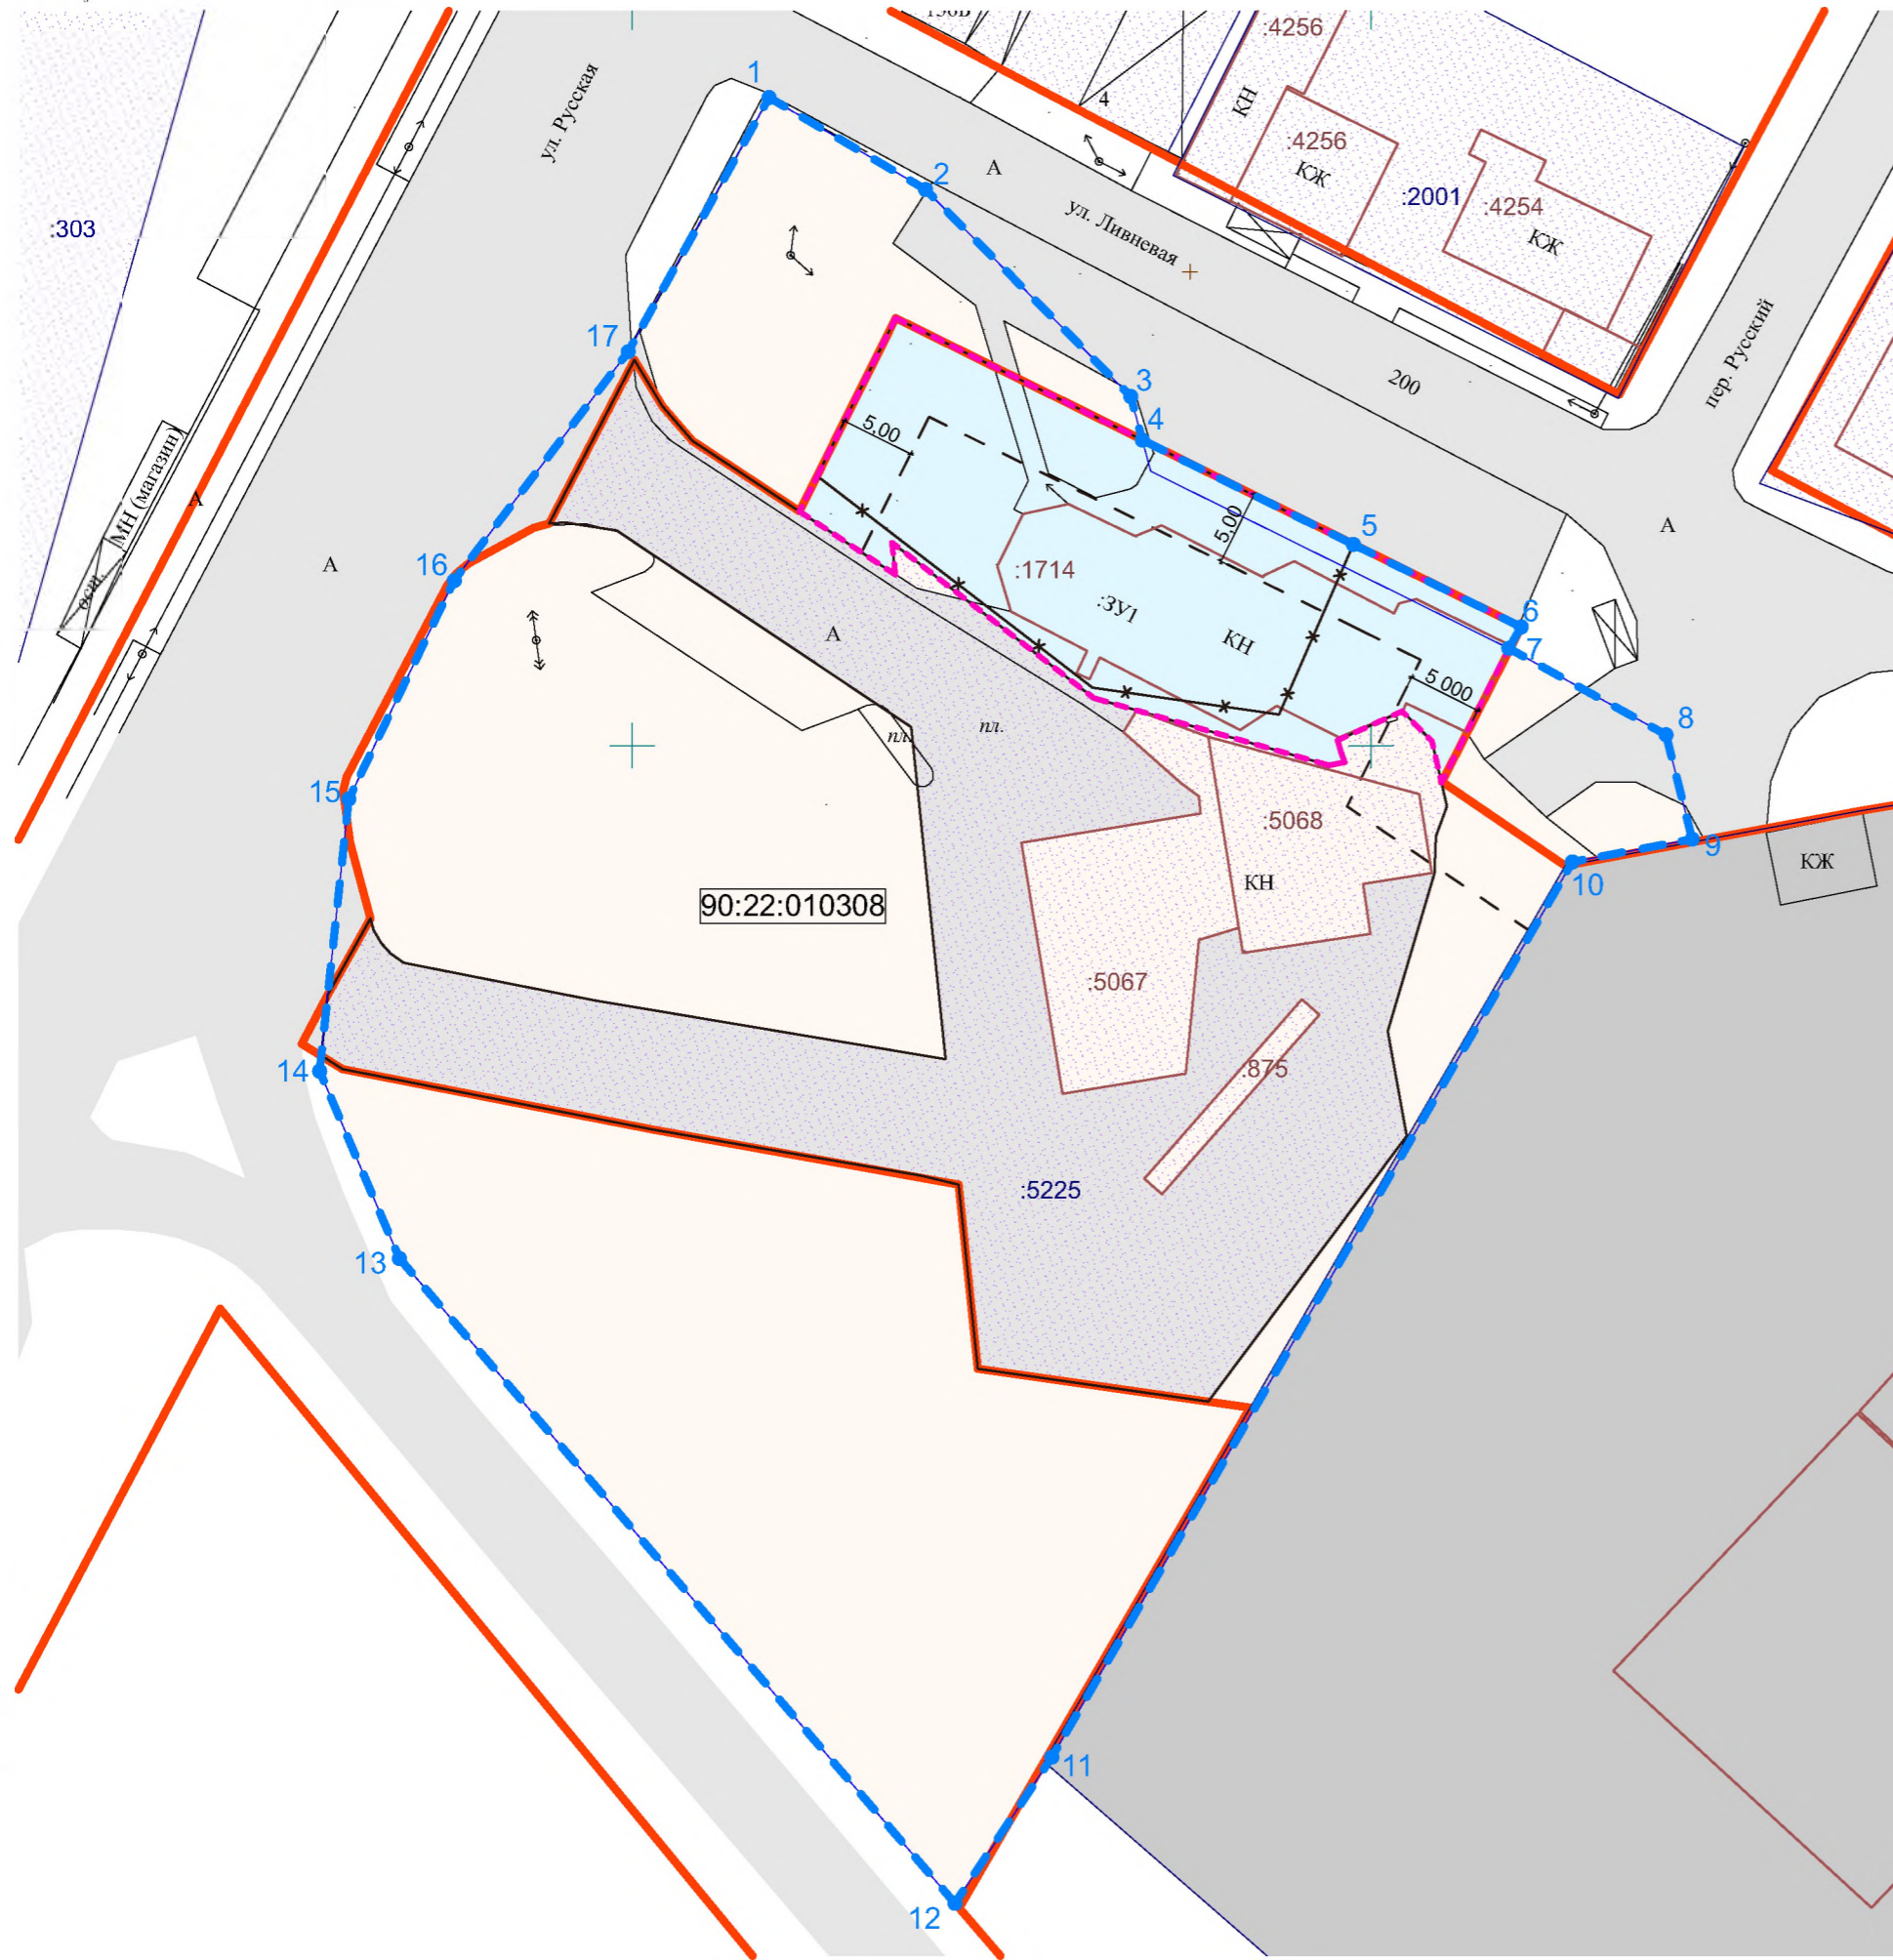 :4256
1
ул. Русская
КН
4
:4256
КЖ
2
А
:2001
:4254
КЖ
:303
ул. Ливневая
17
3
200
пер. Русский
4
5.00
МН (магазин)
А
5.00
5
А
16
А
:1714
:ЗУ1
6
А
КН
7
5 000
8
пл.
пл.
15
:5068
9
КЖ
КН
10
90:22:010308
:5067
14
:875
:5225
13
11
12